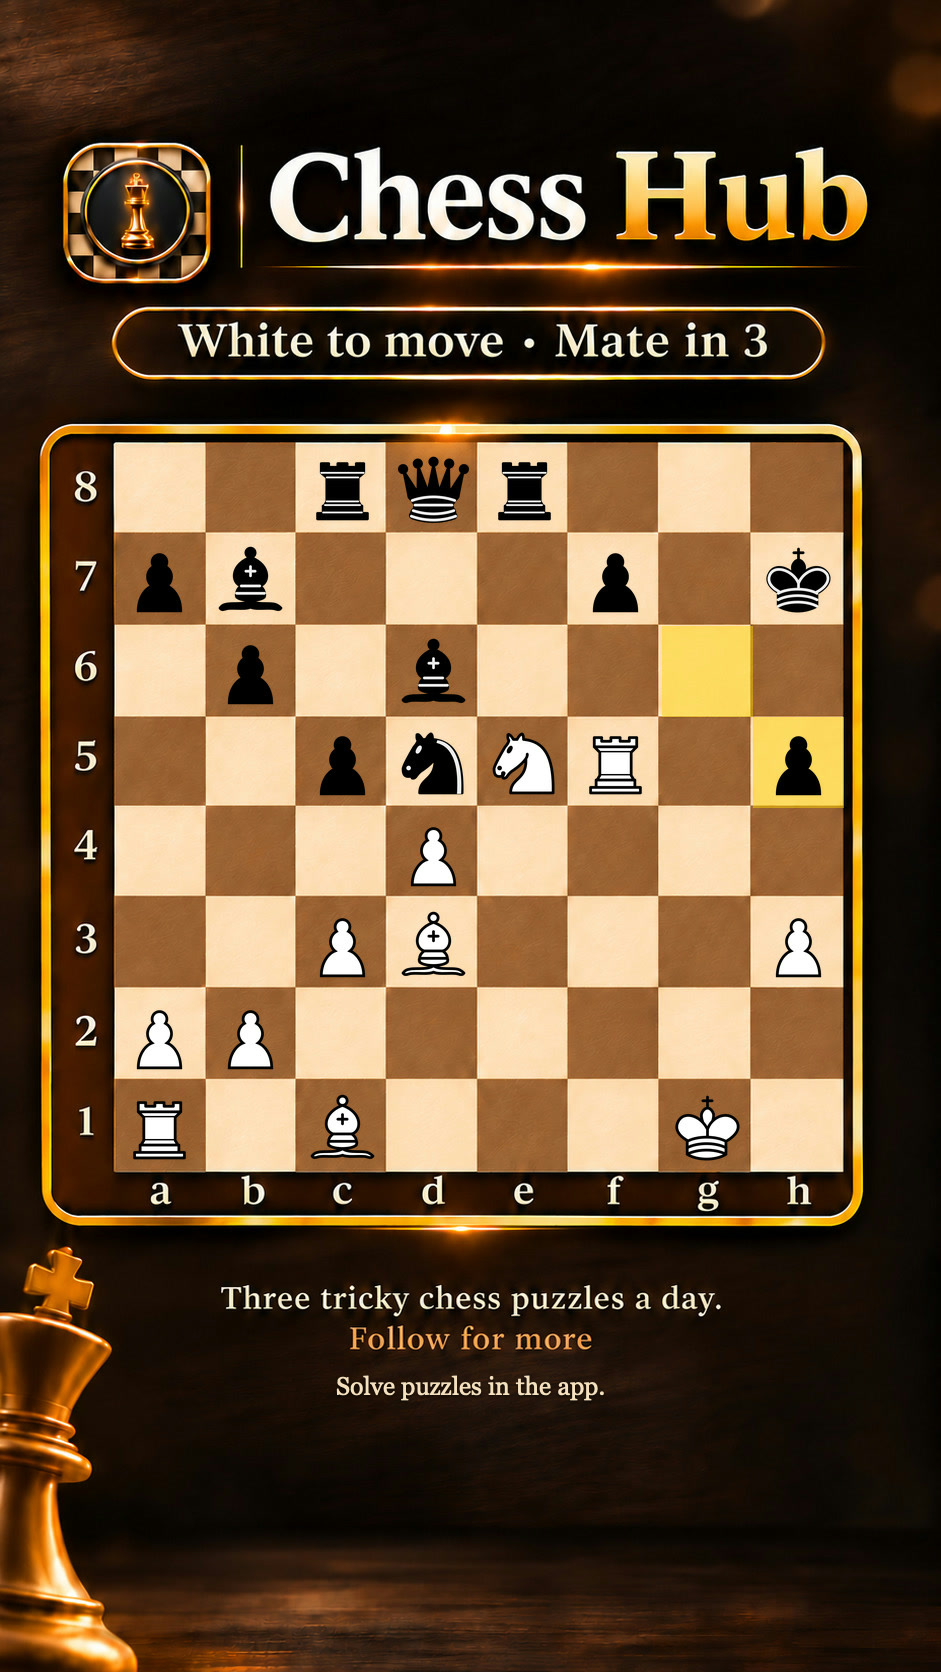 Chess Hub
White to move • Mate in 3
8
7
6
5
4
3
2
1
a b c d e f g h
Three tricky chess puzzles a day.
Follow for more
Solve puzzles in the app.